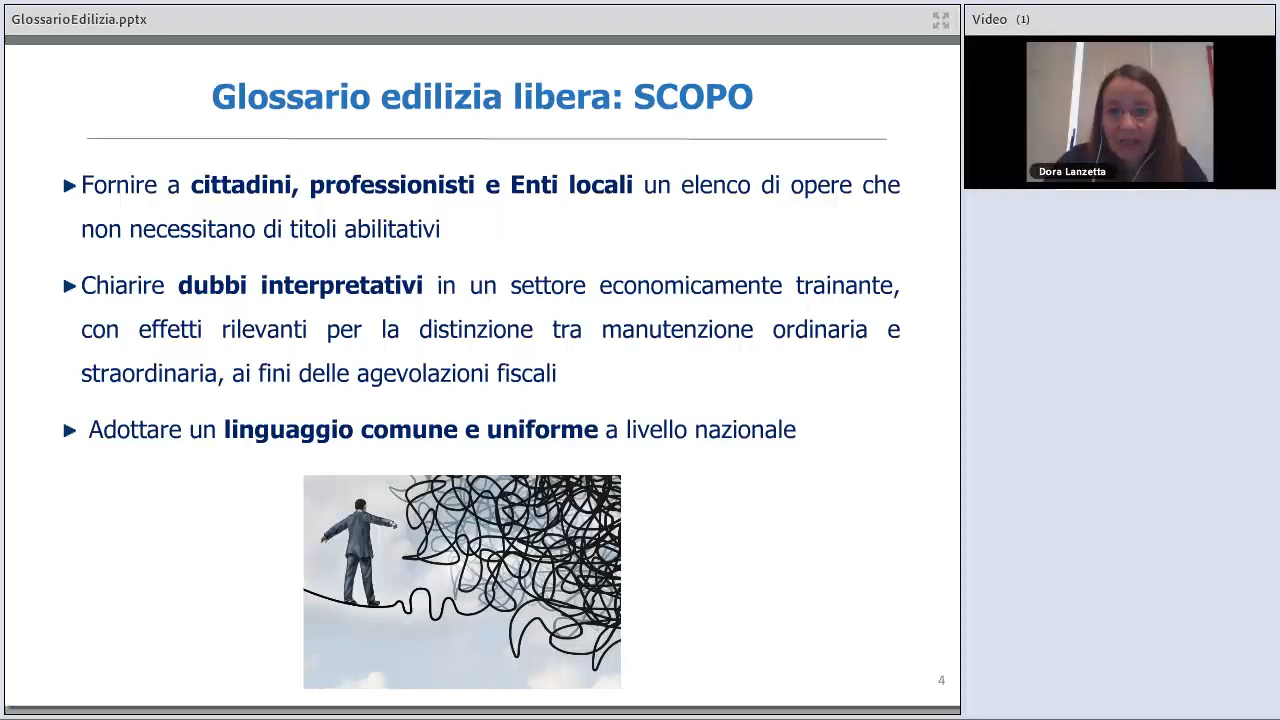 GlossarioEdilizia.pptx
Video (1)
Glossario edilizia libera: SCOPO
Fornire a cittadini, professionisti e Enti locali un elenco di opere che
non necessitano di titoli abilitativi
Chiarire dubbi interpretativi in un settore economicamente trainante,
con effetti rilevanti per la distinzione tra manutenzione ordinaria e
straordinaria, ai fini delle agevolazioni fiscali
Adottare un linguaggio comune e uniforme a livello nazionale
4
Dora Lanzetta